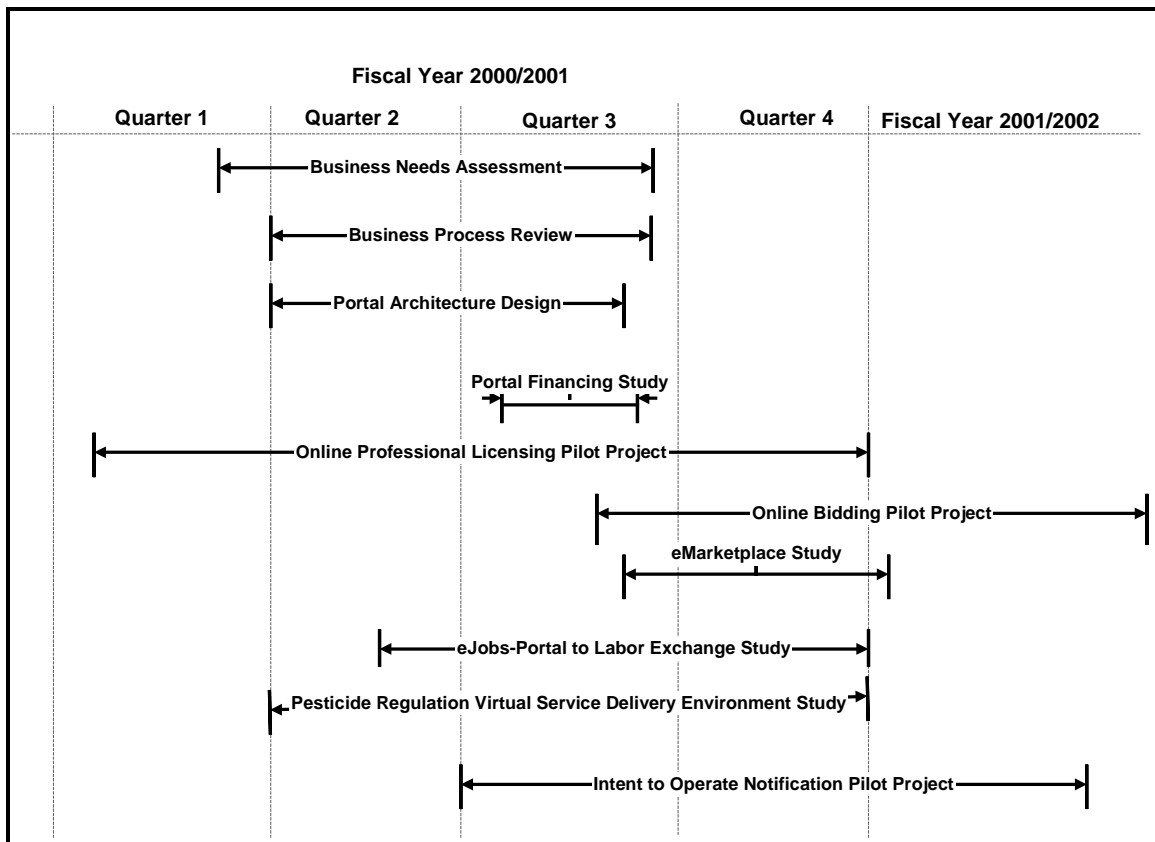 Fiscal Year 2000/2001
Quarter 1
Quarter 2
Quarter 3
Quarter 4
Fiscal Year 2001/2002
Business Needs Assessment
Business Process Review
Portal Architecture Design
Portal Financing Study
Online Professional Licensing Pilot Project
Online Bidding Pilot Project
eMarketplace Study
eJobs-Portal to Labor Exchange Study
Pesticide Regulation Virtual Service Delivery Environment Study
Intent to Operate Notification Pilot Project